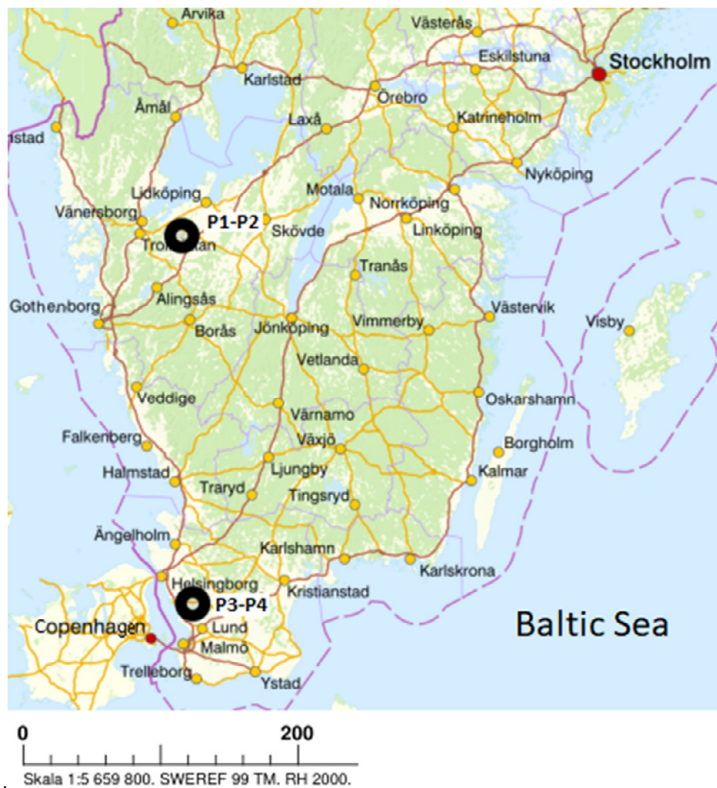 Arvika
Västerås
Karlstad
Eskilstuna
Stockholm
Örebro
Åmål
Laxå
Katrineholm
nstad
Nyköping
Lidköping
Motala
Norrköping
Vänersborg
P1-P2
Skövde
Linköping
Tranås
Alingsås
Gothenborg
Borås
Jönköping
Vimmerby
Västervik
Visby
Vetlanda
Veddige
Oskarshamn
Värnamo
Falkenberg
Växjö
Borgholm
Halmstad
Ljungby
Kalmar
Traryd
Tingsryd
Ängelholm
Karlshamn
Karlskrona
Helsingborg
Kristianstad
P3-P4
Copenhagen
Lund
Baltic Sea
Malmö
Trelleborg
Ystad
0 200
Skala 1:5 659 800. SWEREF 99 TM. RH 2000.